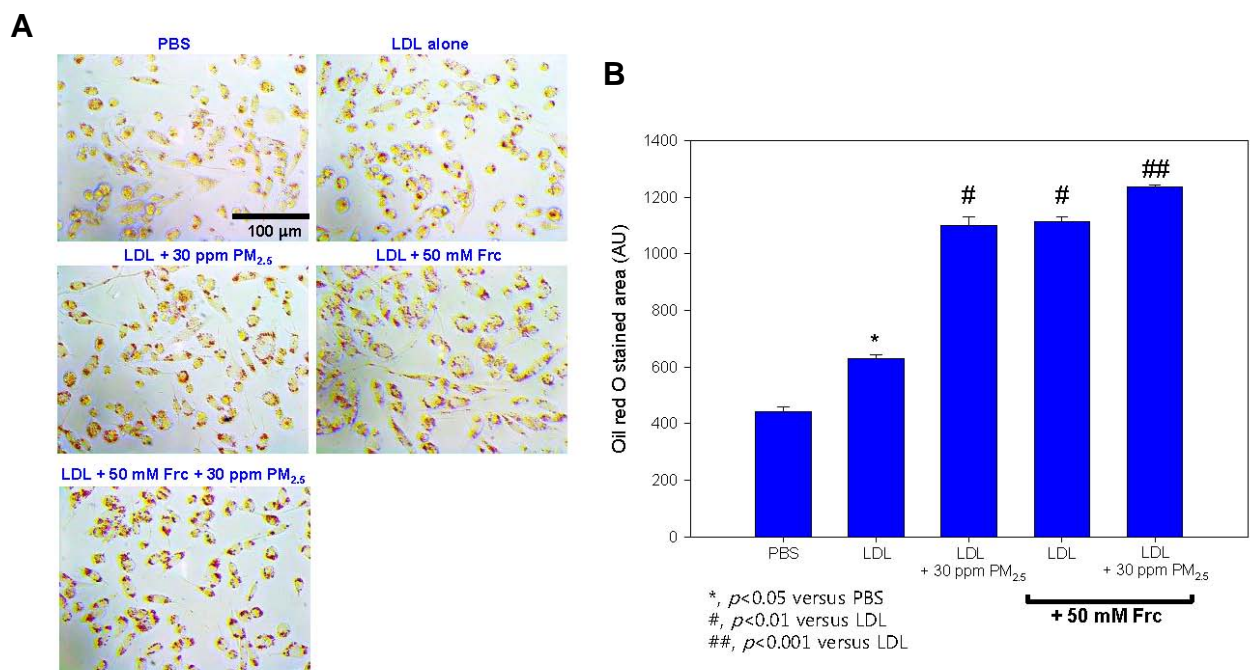 A
PBS
LDL alone
100 µm
LDL + 30 ppm PM2.5
LDL + 50 mM Frc
LDL + 50 mM Frc + 30 ppm PM2.5
B
Oil red O stained area (AU)
1400
1200
1000
800
600
400
200
0
*
#
#
##
PBS
LDL
LDL
+ 30 ppm PM2.5
LDL
LDL
+ 30 ppm PM2.5
+ 50 mM Frc
*, p<0.05 versus PBS
#, p<0.01 versus LDL
##, p<0.001 versus LDL